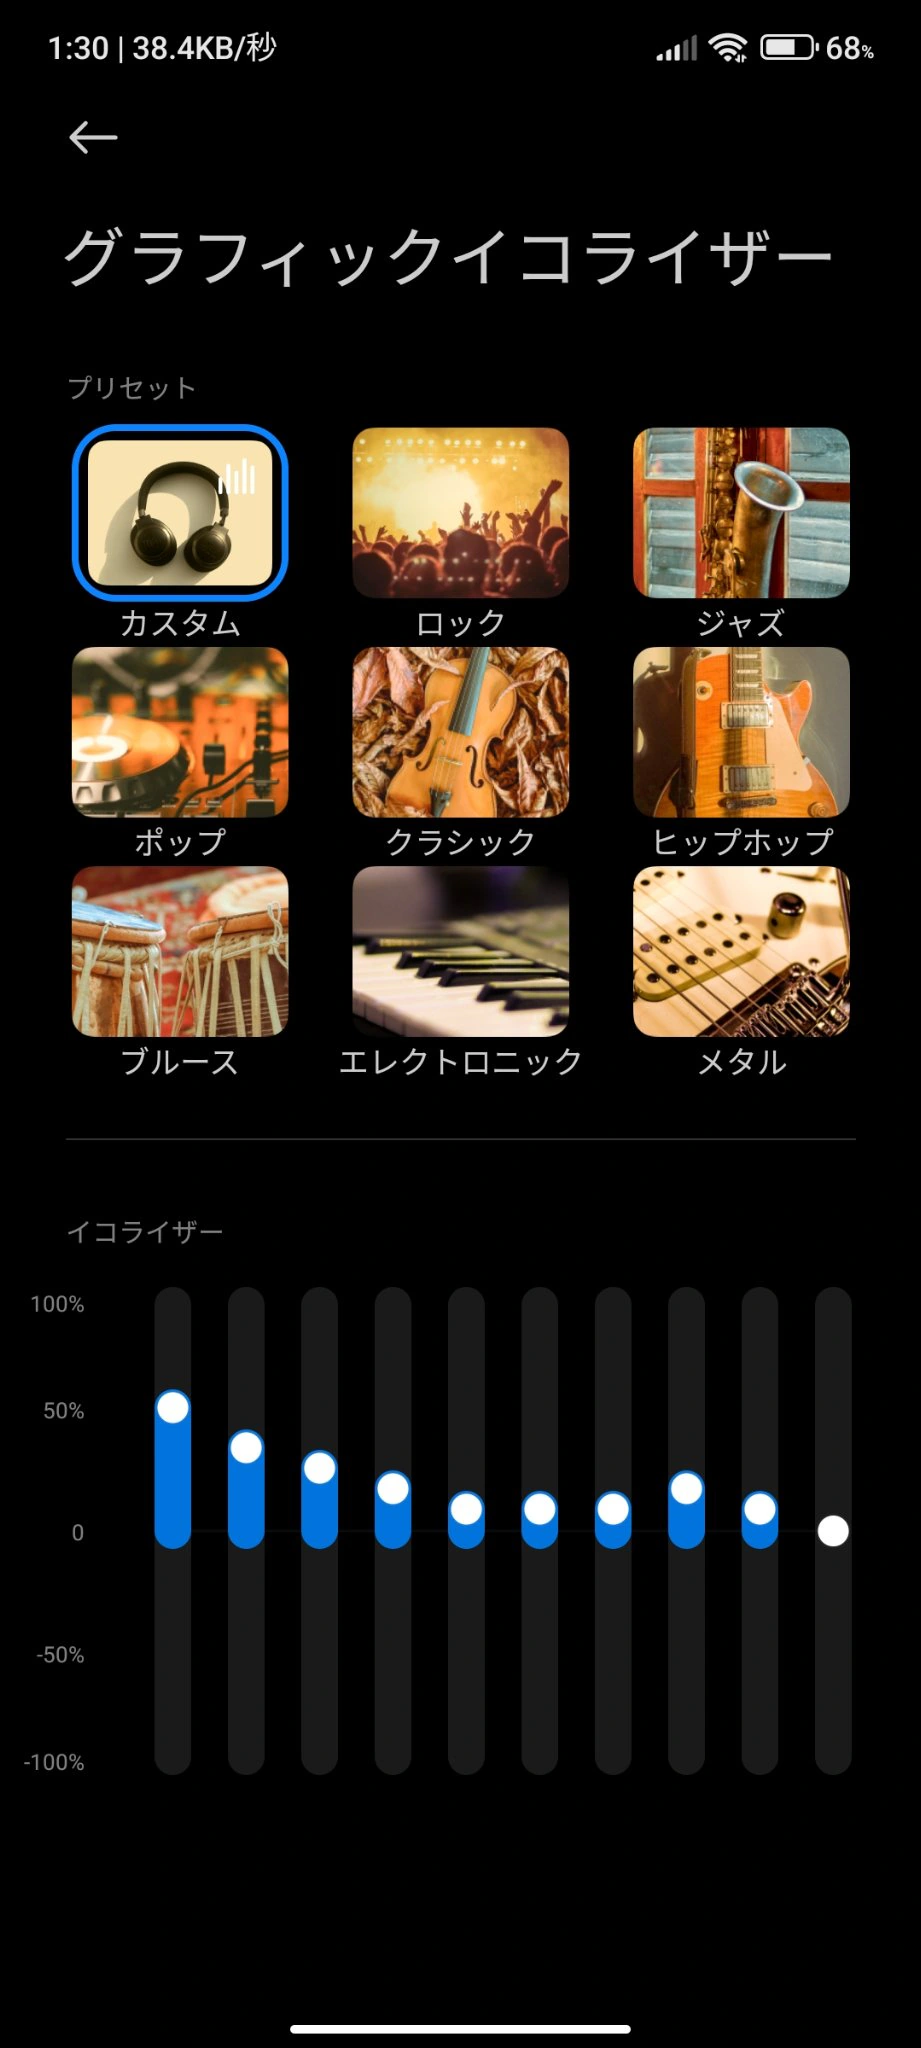 1:30 | 38.4KB/秒 68%
グラフィックイコライザー
プリセット
カスタム ロック ジャズ
ポップ クラシック ヒップホップ
ブルース エレクトロニック メタル
イコライザー
100%
50%
0
-50%
-100%